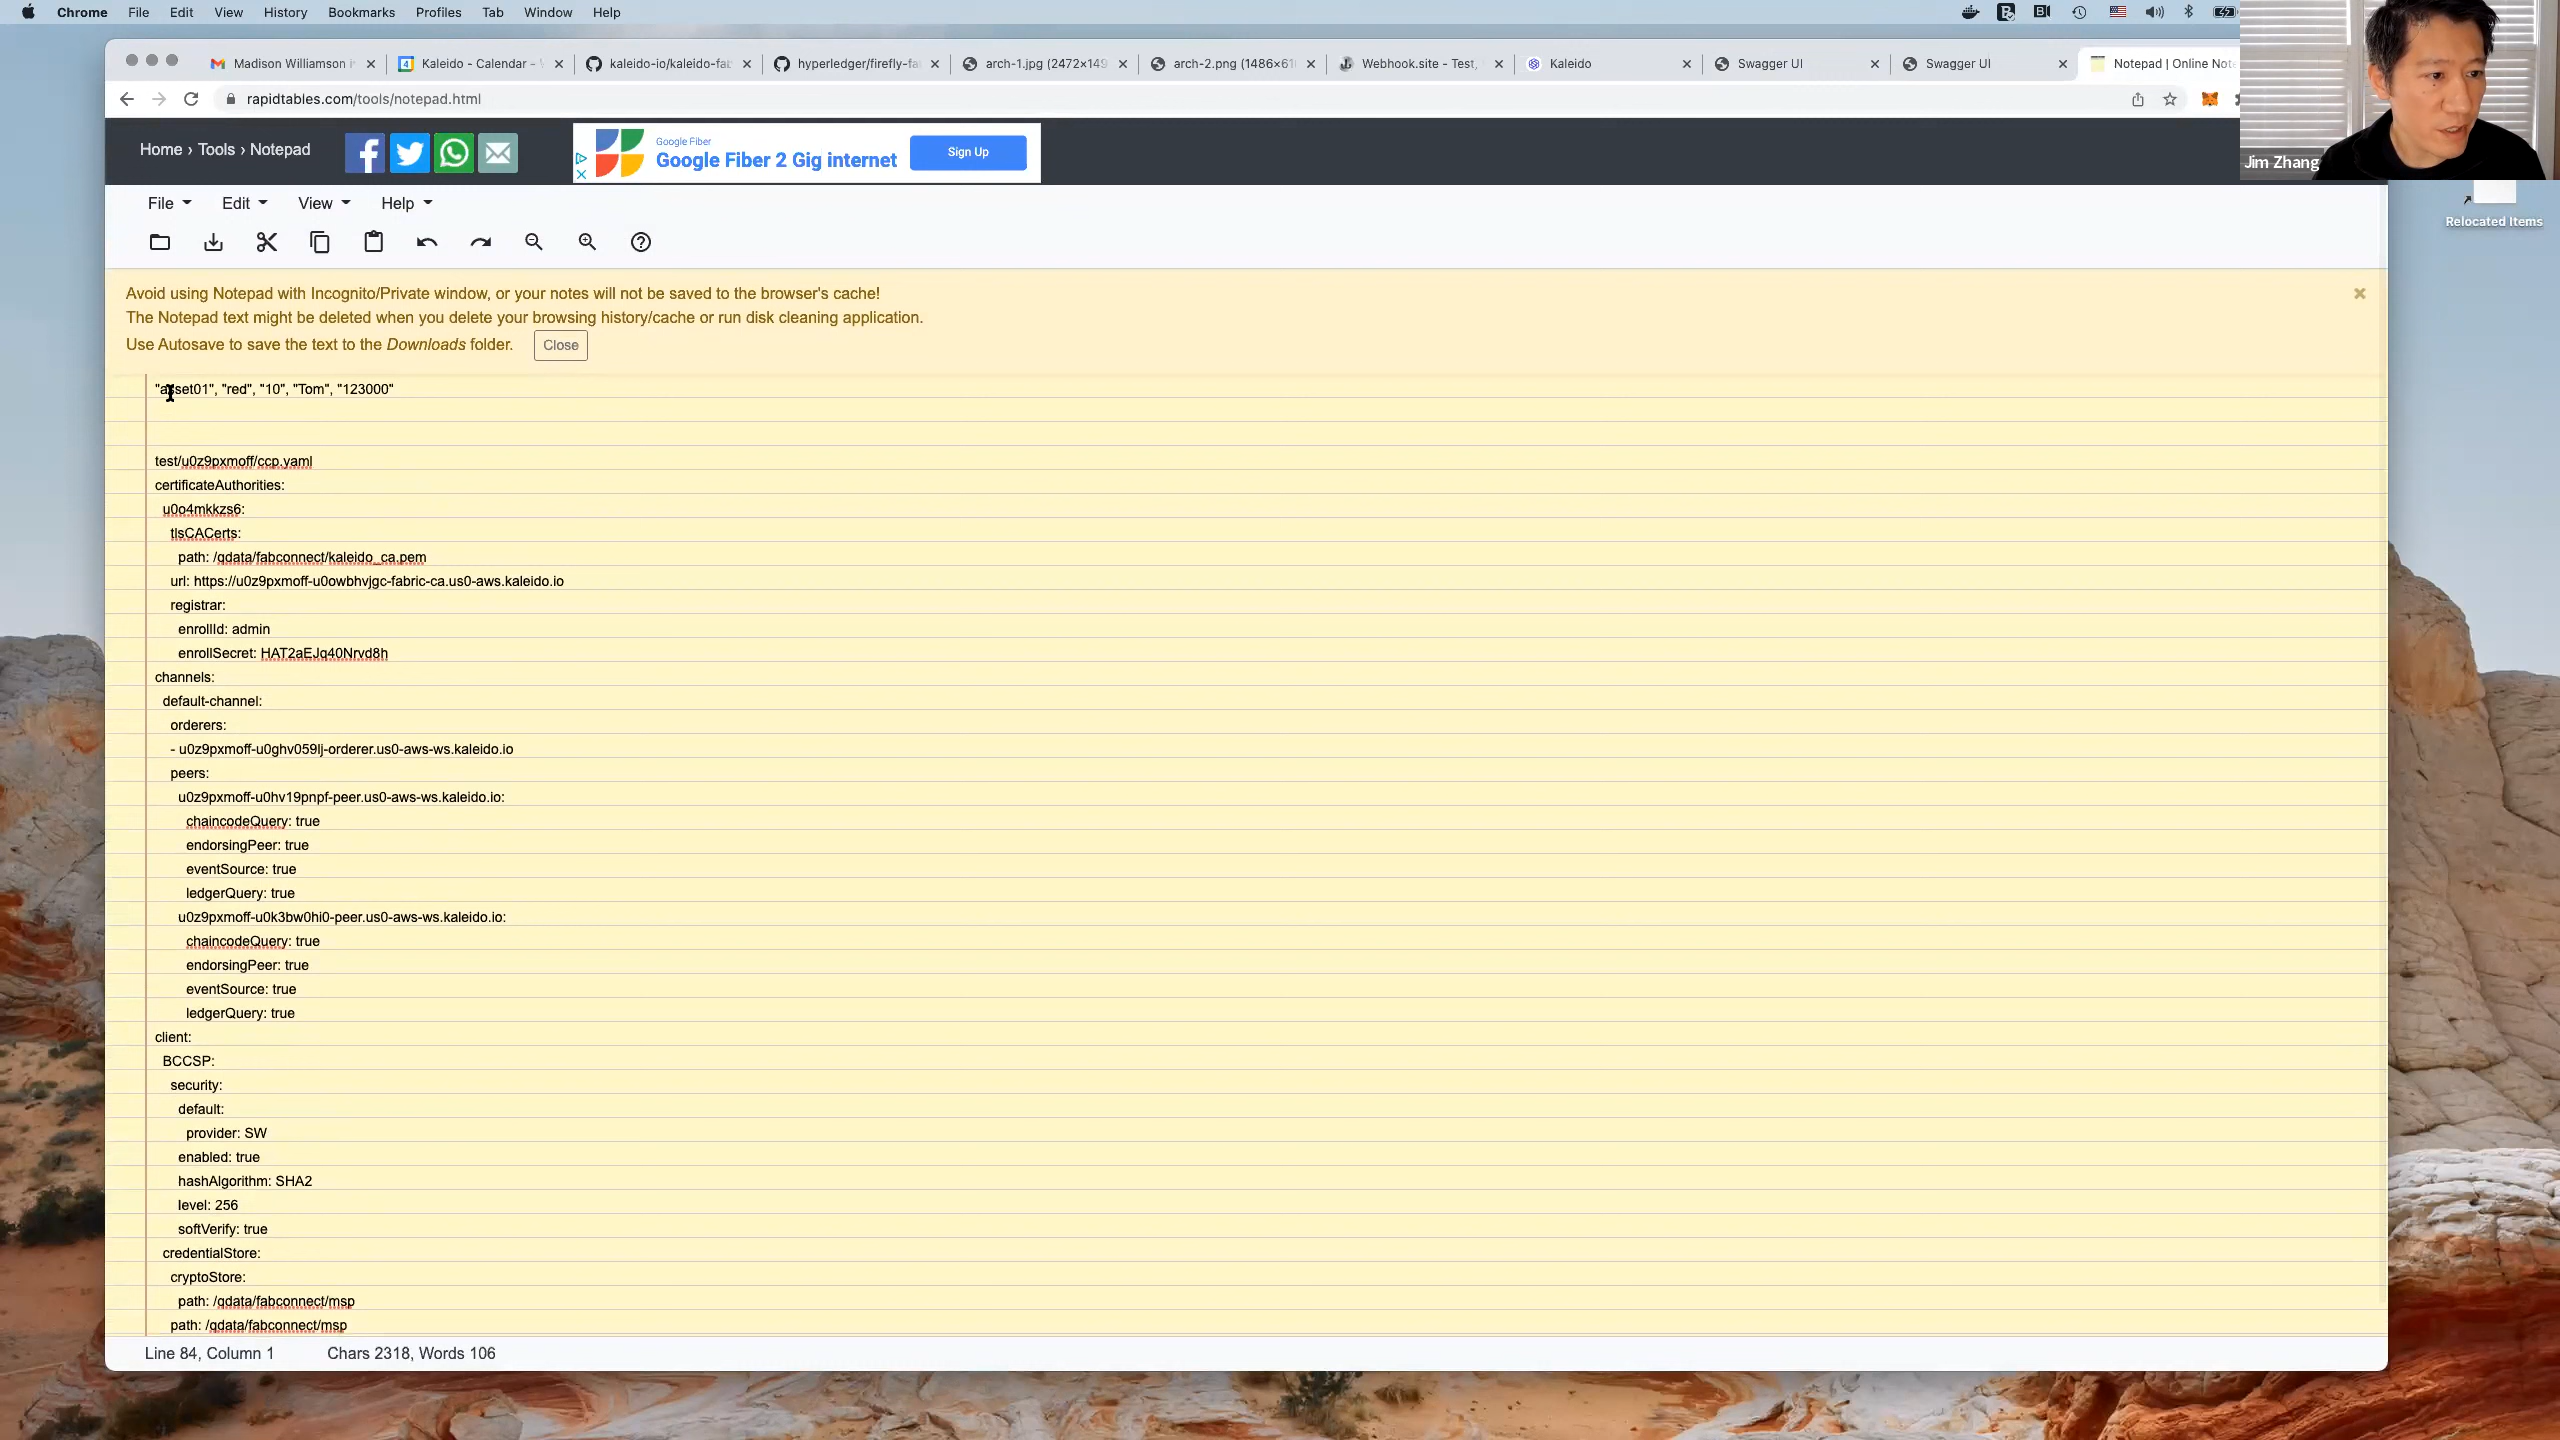 Chrome File Edit View History Bookmarks Profiles Tab Window Help
Madison Williamson
Kaleido - Calendar -
kaleido-io/kaleido-fab
hyperledger/firefly-fa
arch-1.jpg (2472×149
arch-2.png (1486×61
Webhook.site - Test,
Kaleido
Swagger UI
Swagger UI
Notepad | Online Note
rapidtables.com/tools/notepad.html
Jim Zhang
Relocated Items
Home › Tools › Notepad
Google Fiber
Google Fiber 2 Gig internet
Sign Up
File Edit View Help
Avoid using Notepad with Incognito/Private window, or your notes will not be saved to the browser's cache!
The Notepad text might be deleted when you delete your browsing history/cache or run disk cleaning application.
Use Autosave to save the text to the Downloads folder. Close
"asset01", "red", "10", "Tom", "123000"
test/u0z9pxmoff/ccp.yaml
certificateAuthorities:
u0o4mkkzs6:
tlsCACerts:
path: /qdata/fabconnect/kaleido_ca.pem
url: https://u0z9pxmoff-u0owbhvjgc-fabric-ca.us0-aws.kaleido.io
registrar:
enrollId: admin
enrollSecret: HAT2aEJq40Nrvd8h
channels:
default-channel:
orderers:
- u0z9pxmoff-u0ghv059lj-orderer.us0-aws-ws.kaleido.io
peers:
u0z9pxmoff-u0hv19pnpf-peer.us0-aws-ws.kaleido.io:
chaincodeQuery: true
endorsingPeer: true
eventSource: true
ledgerQuery: true
u0z9pxmoff-u0k3bw0hi0-peer.us0-aws-ws.kaleido.io:
chaincodeQuery: true
endorsingPeer: true
eventSource: true
ledgerQuery: true
client:
BCCSP:
security:
default:
provider: SW
enabled: true
hashAlgorithm: SHA2
level: 256
softVerify: true
credentialStore:
cryptoStore:
path: /qdata/fabconnect/msp
path: /qdata/fabconnect/msp
Line 84, Column 1 Chars 2318, Words 106